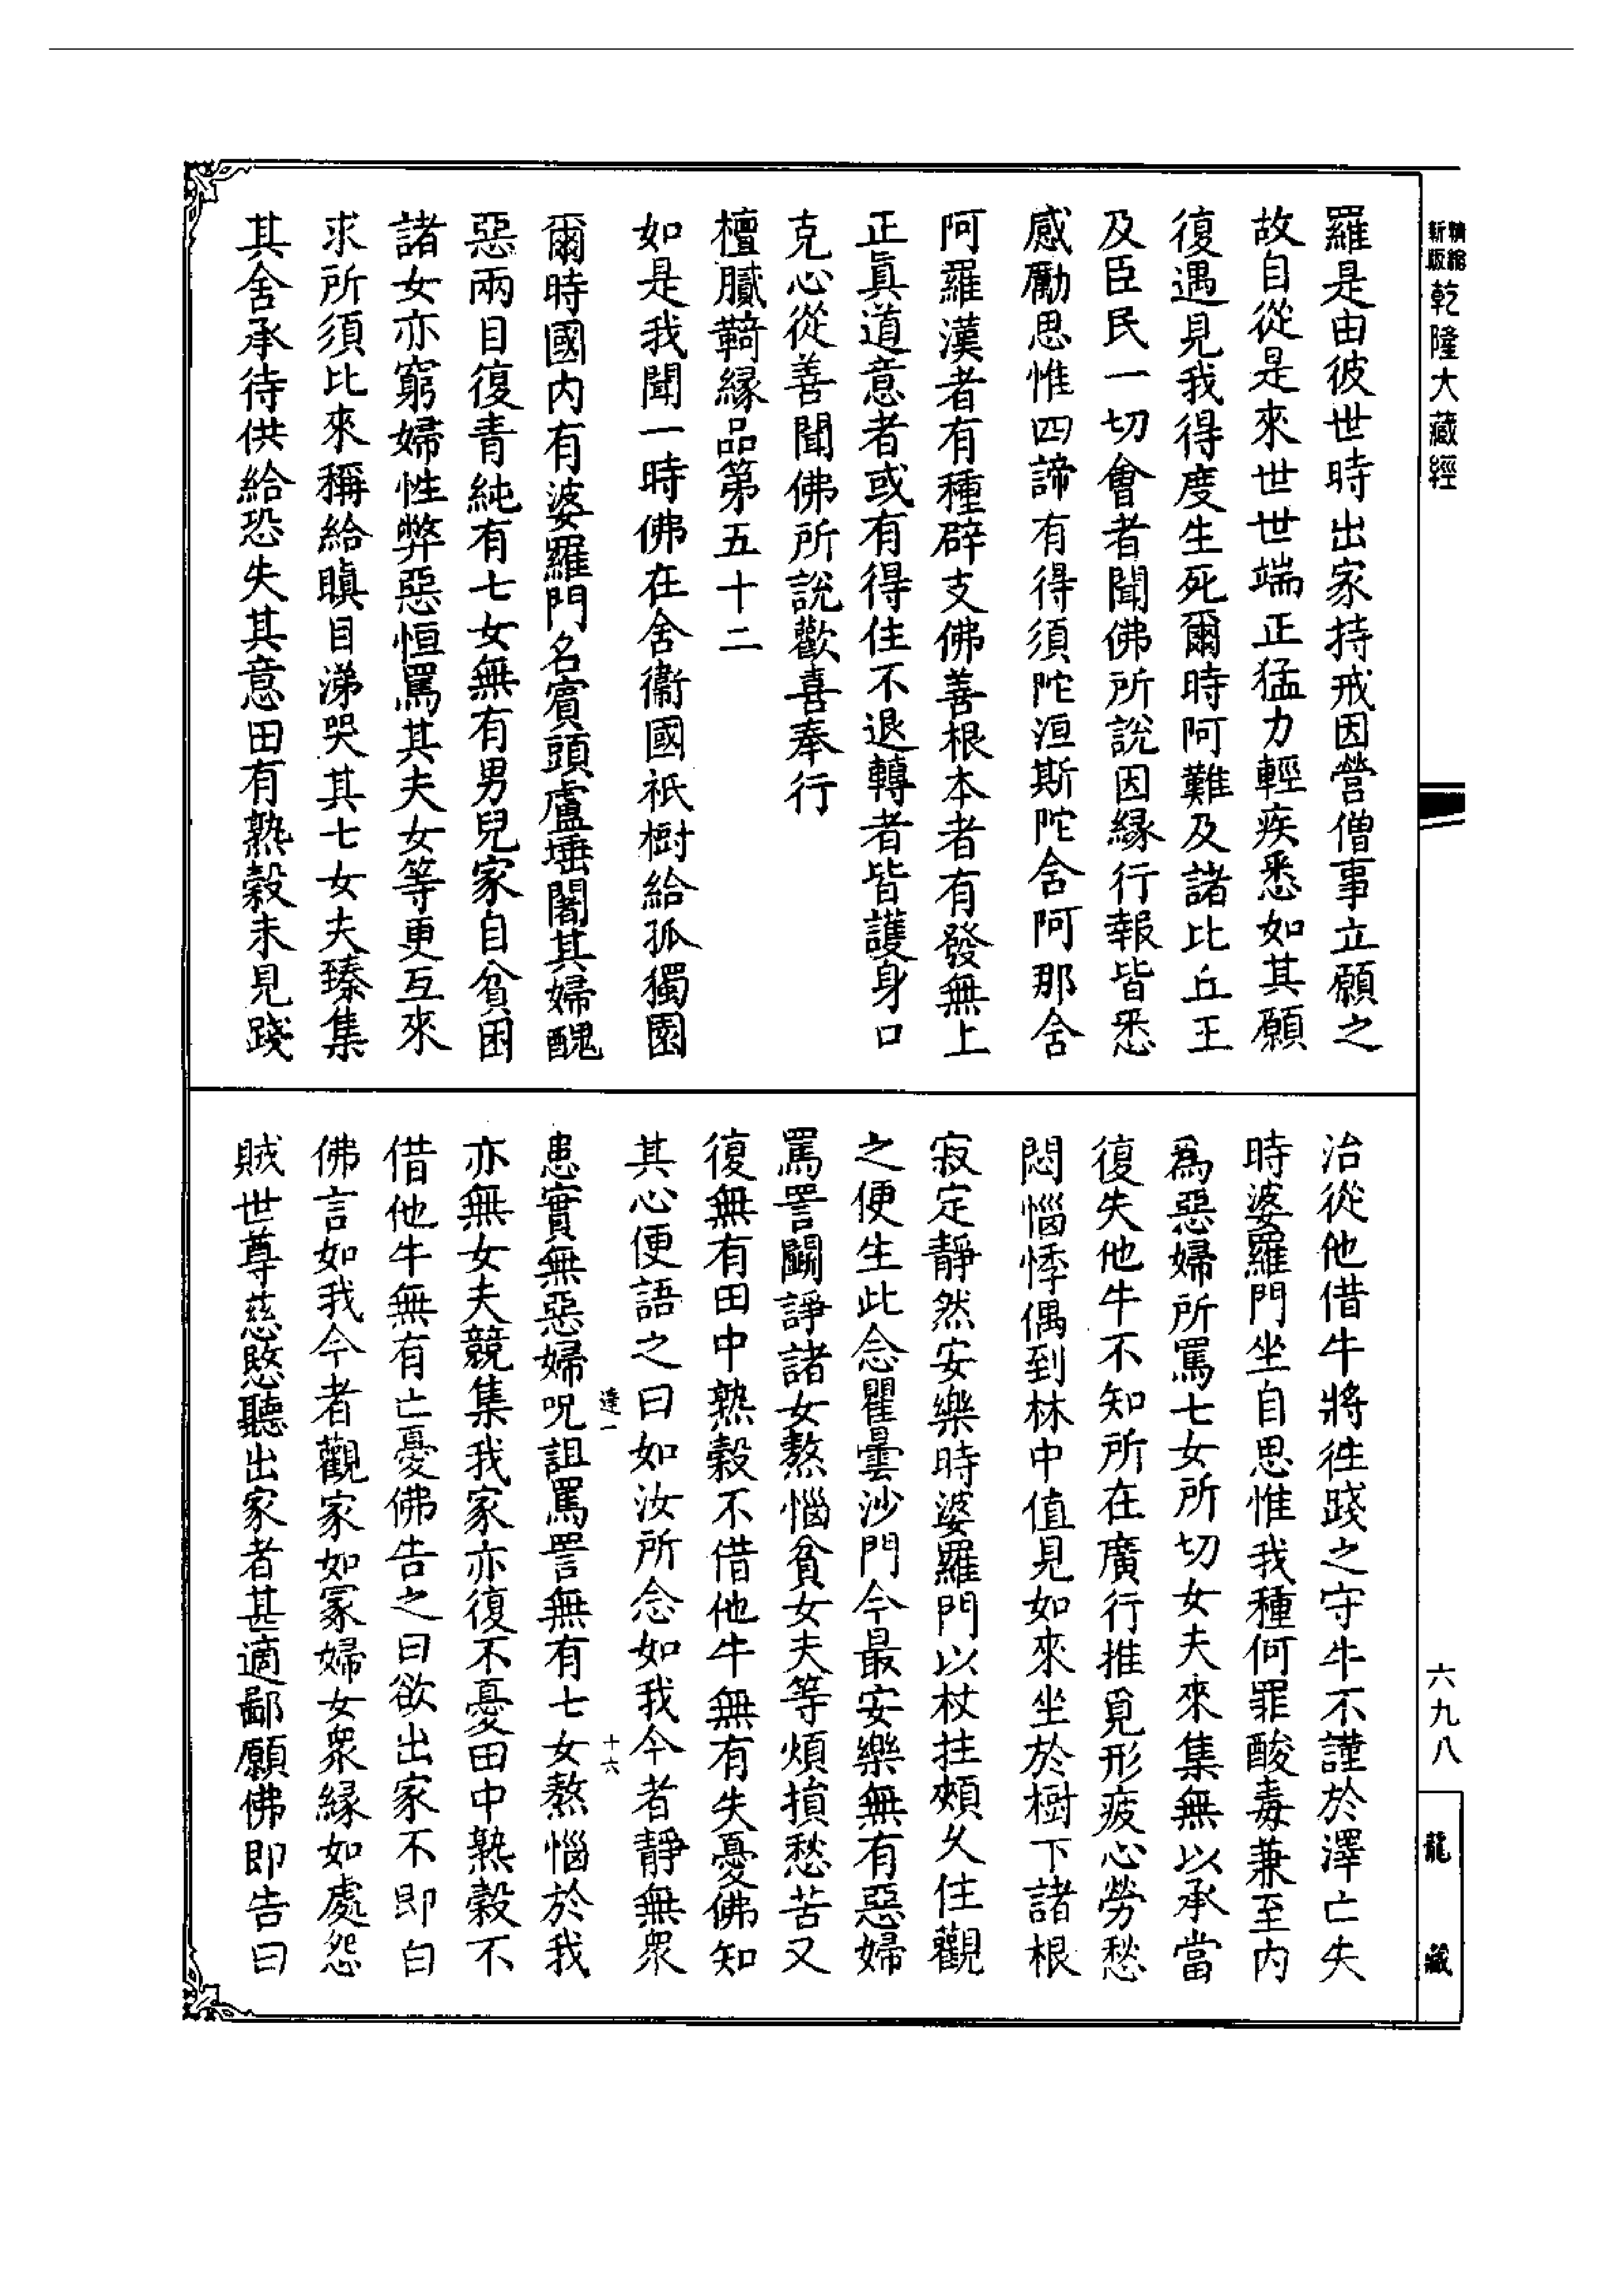 精縮新版乾隆大藏經
羅是由彼世時出家持戒因營僧事立願之
故自從是來世世端正猛力輕疾悉如其願
復遇見我得度生死爾時阿難及諸比丘王
及臣民一切會者聞佛所說因緣行報皆悉
感勵思惟四諦有得須陀洹斯陀含阿那含
阿羅漢者有種辟支佛善根本者有發無上
正眞道意者或有得住不退轉者皆護身口
克心從善聞佛所說歡喜奉行
檀膩䩭緣品第五十二
如是我聞一時佛在舍衞國祇樹給孤獨園
爾時國內有婆羅門名賓頭盧埵闍其婦醜
惡兩目復青純有七女無有男兒家自貧困
諸女亦窮婦性弊惡恒罵其夫女等更互來
求所須比來稱給瞋目涕哭其七女夫臻集
其舍承待供給恐失其意田有熟穀未見踐
治從他借牛將徃踐之守牛不謹於澤亡失
時婆羅門坐自思惟我種何罪酸毒兼至內
爲惡婦所罵七女所切女夫來集無以承當
復失他牛不知所在廣行推覓形疲心勞愁
悶惱悸偶到林中值見如來坐於樹下諸根
寂定靜然安樂時婆羅門以杖拄頰久住觀
之便生此念瞿曇沙門今最安樂無有惡婦
罵詈鬭諍諸女熬惱貧女夫等煩損愁苦又
復無有田中熟穀不借他牛無有失憂佛知
其心便語之曰如汝所念如我今者靜無衆
逹一
十六
患實無惡婦呪詛罵詈無有七女熬惱於我
亦無女夫競集我家亦復不憂田中熟穀不
借他牛無有亡憂佛告之曰欲出家不即白
佛言如我今者觀家如冢婦女衆緣如處怨
賊世尊慈愍聽出家者甚適鄙願佛即告曰
六九八
龍藏